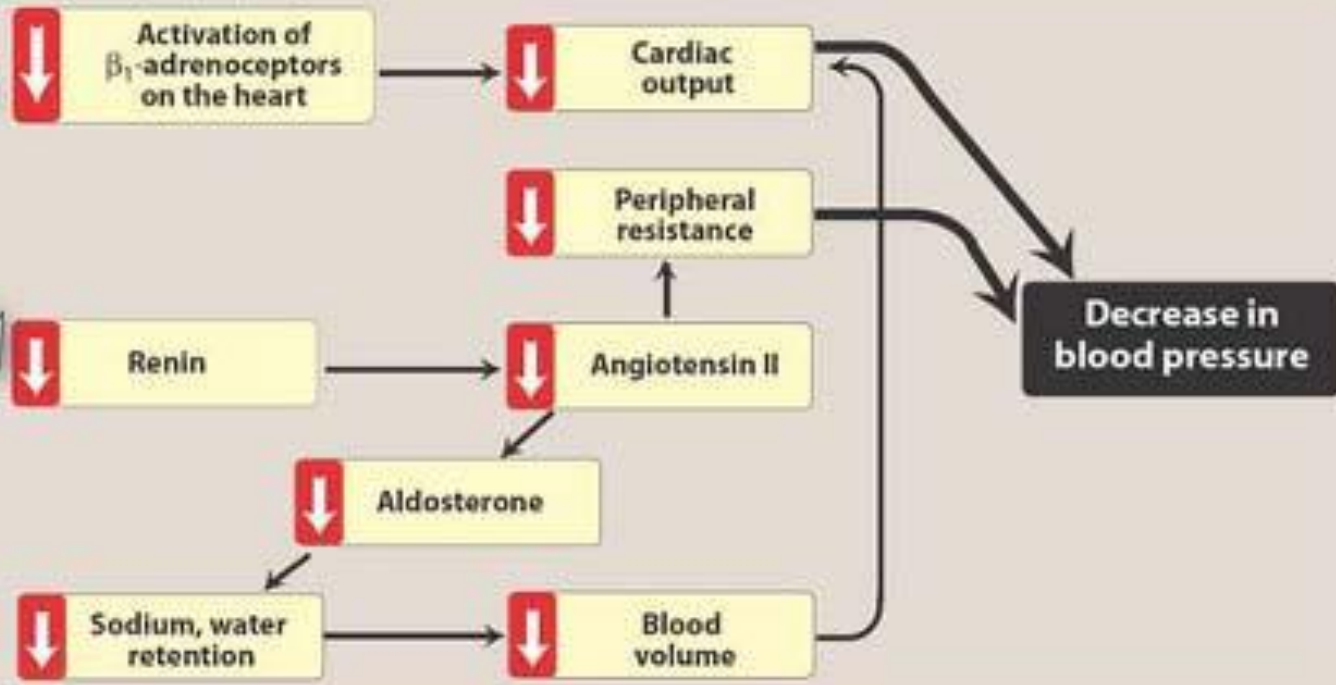 Activation of
β₁-adrenoceptors
on the heart
Cardiac
output
Peripheral
resistance
Renin
Angiotensin II
Decrease in
blood pressure
Aldosterone
Sodium, water
retention
Blood
volume